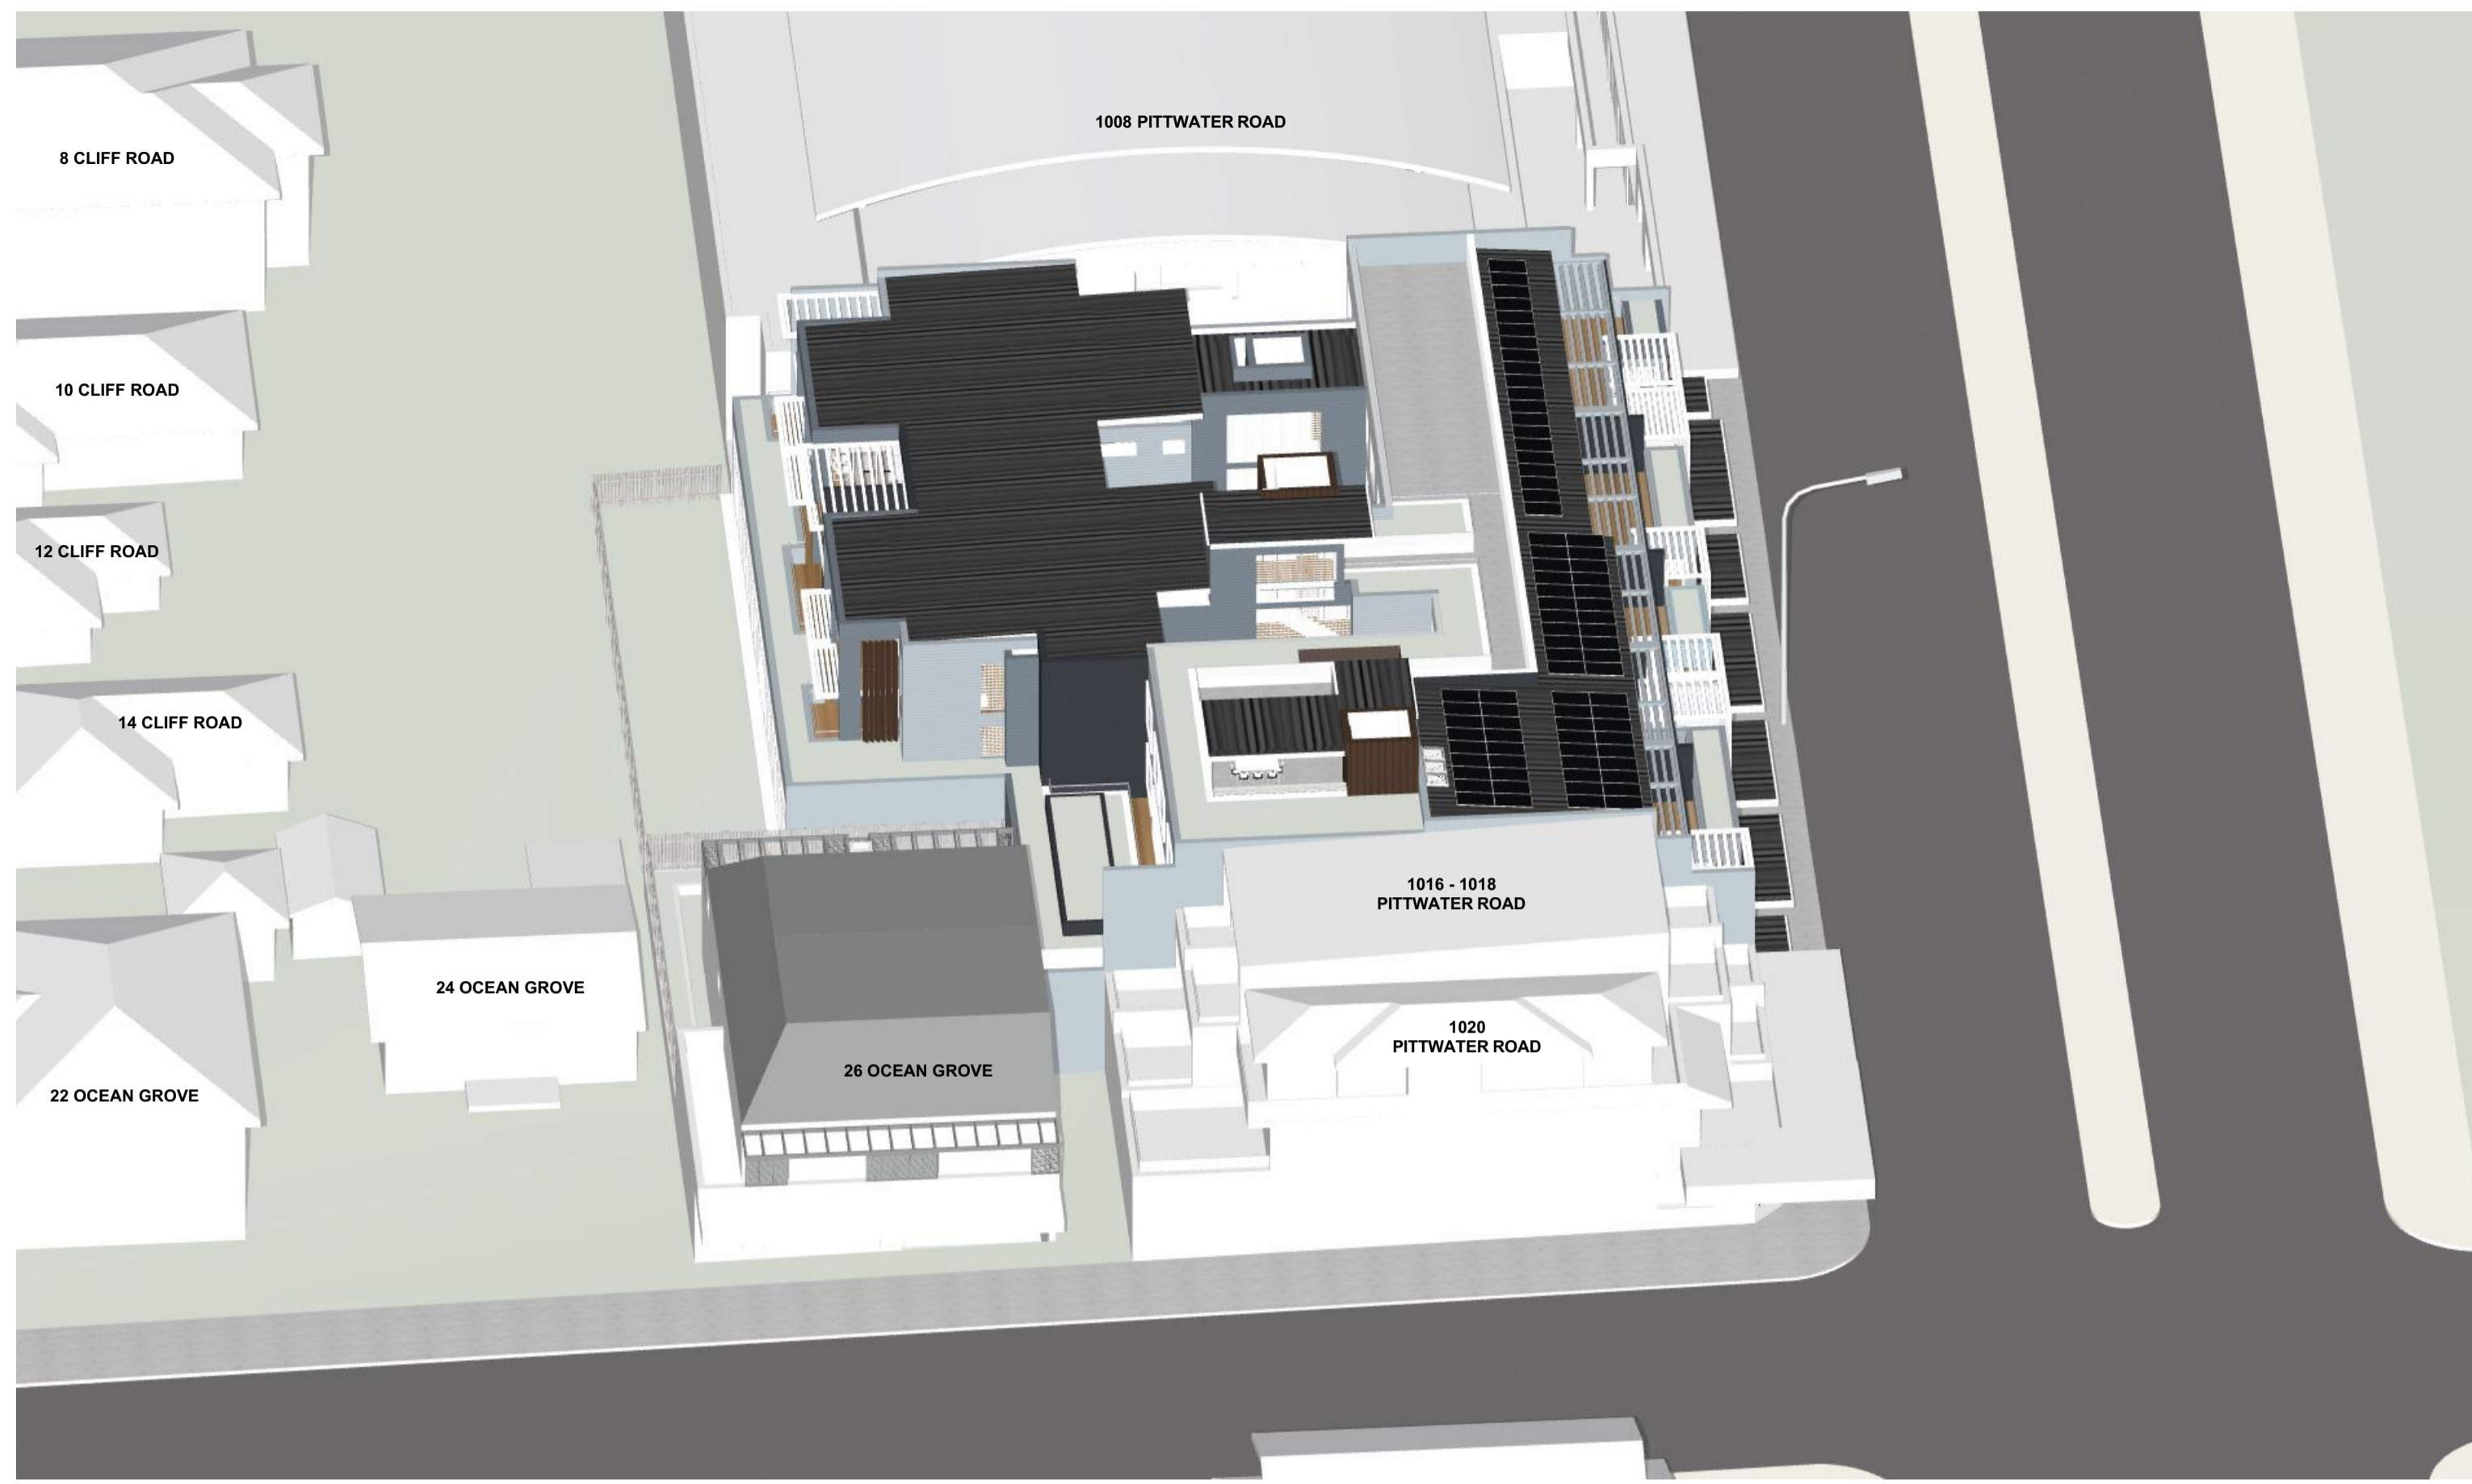 1008 PITTWATER ROAD
8 CLIFF ROAD
10 CLIFF ROAD
12 CLIFF ROAD
14 CLIFF ROAD
1016 - 1018
PITTWATER ROAD
24 OCEAN GROVE
1020
PITTWATER ROAD
26 OCEAN GROVE
22 OCEAN GROVE